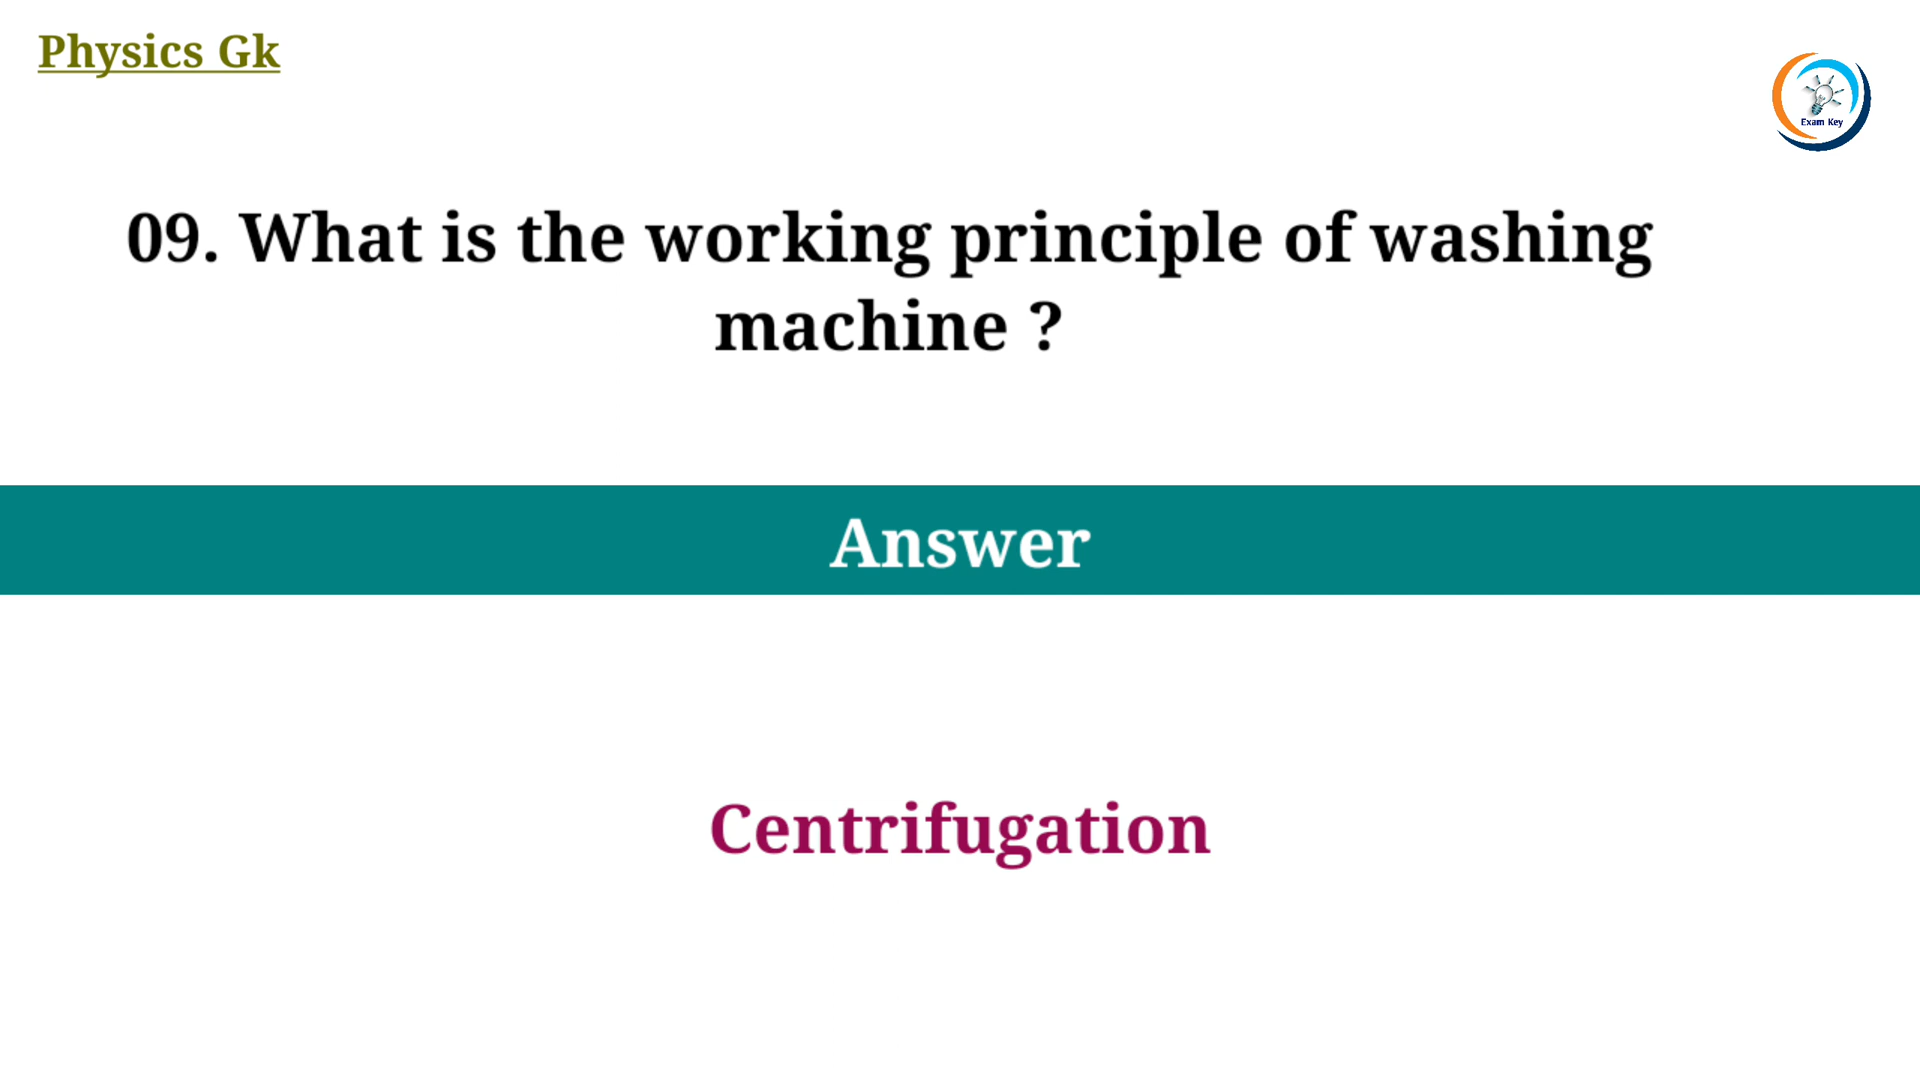 Physics Gk
Exam Key
09. What is the working principle of washing
machine ?
Answer
Centrifugation